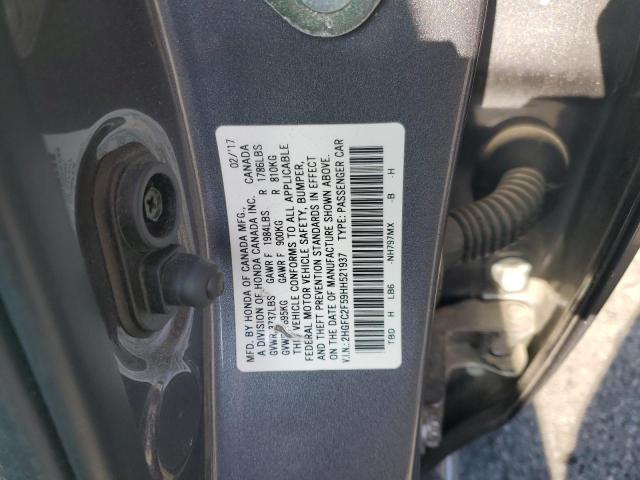 MFD. BY HONDA OF CANADA MFG., 02/'17
A DIVISION OF HONDA CANADA INC. CANADA
GVWR 3737LBS GAWR F 1984LBS R 1786LBS
GVWR 1695KG GAWR F 900KG R 810KG
THIS VEHICLE CONFORMS TO ALL APPLICABLE
FEDERAL MOTOR VEHICLE SAFETY, BUMPER,
AND THEFT PREVENTION STANDARDS IN EFFECT
ON THE DATE OF MANUFACTURE SHOWN ABOVE.
V.I.N.: 2HGFC2F59HH521937 TYPE: PASSENGER CAR
TBD H LB6 NH797MX -B -H